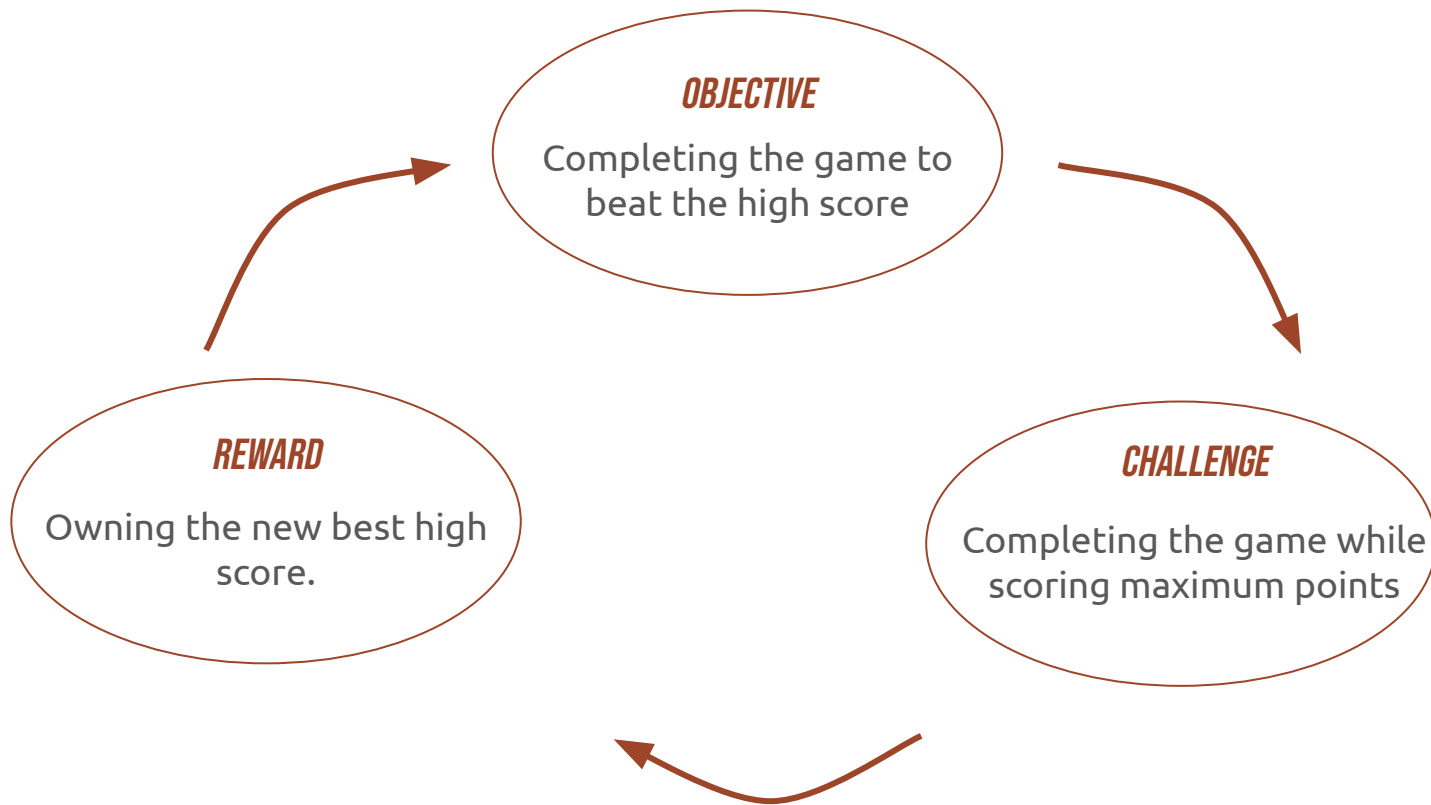 OBJECTIVE
Completing the game to
beat the high score
REWARD
Owning the new best high
score.
CHALLENGE
Completing the game while
scoring maximum points